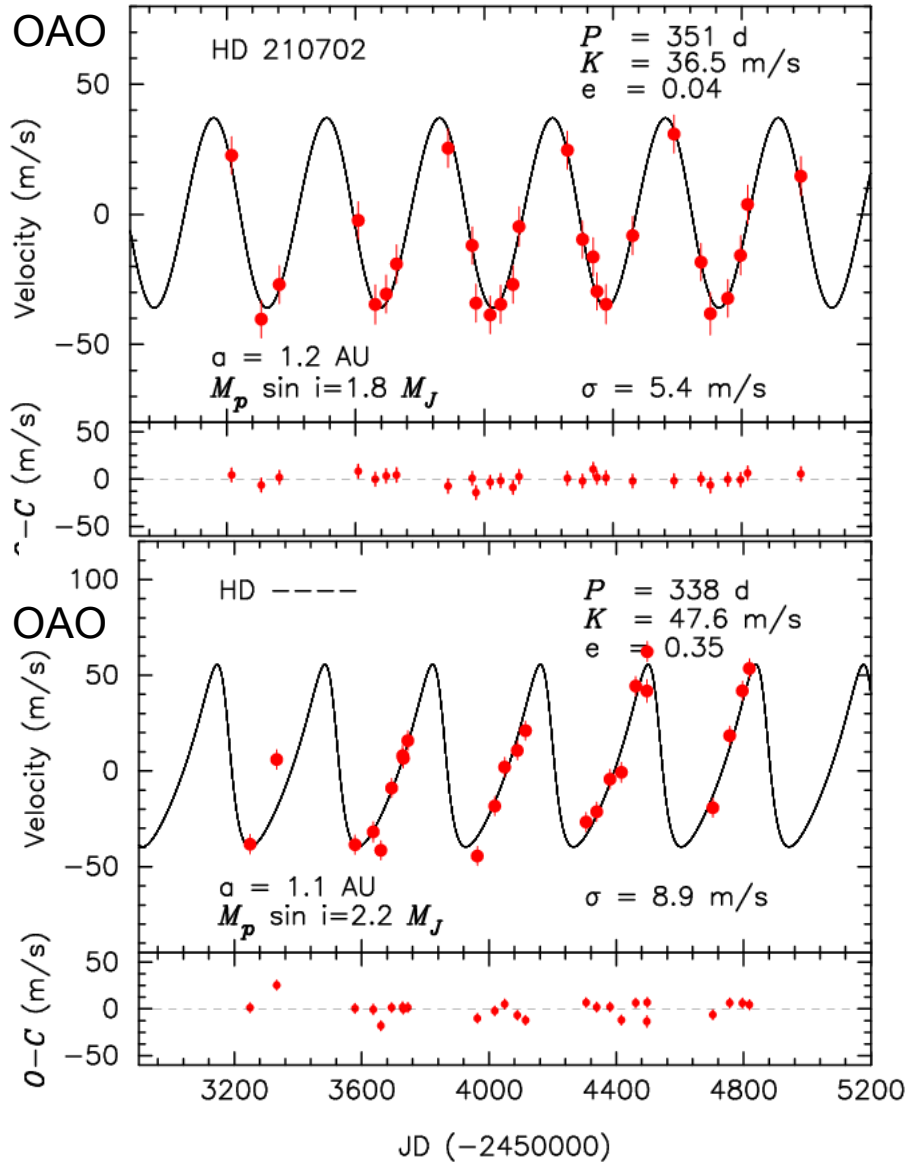 OAO
HD 210702
P = 351 d
K = 36.5 m/s
e = 0.04
50
0
−50
Velocity (m/s)
a = 1.2 AU
Mp sin i=1.8 MJ
σ = 5.4 m/s
50
0
−50
−C (m/s)
OAO
HD −−−−
P = 338 d
K = 47.6 m/s
e = 0.35
100
50
0
−50
Velocity (m/s)
a = 1.1 AU
Mp sin i=2.2 MJ
σ = 8.9 m/s
50
0
−50
O−C (m/s)
3200 3600 4000 4400 4800 5200
JD (−2450000)